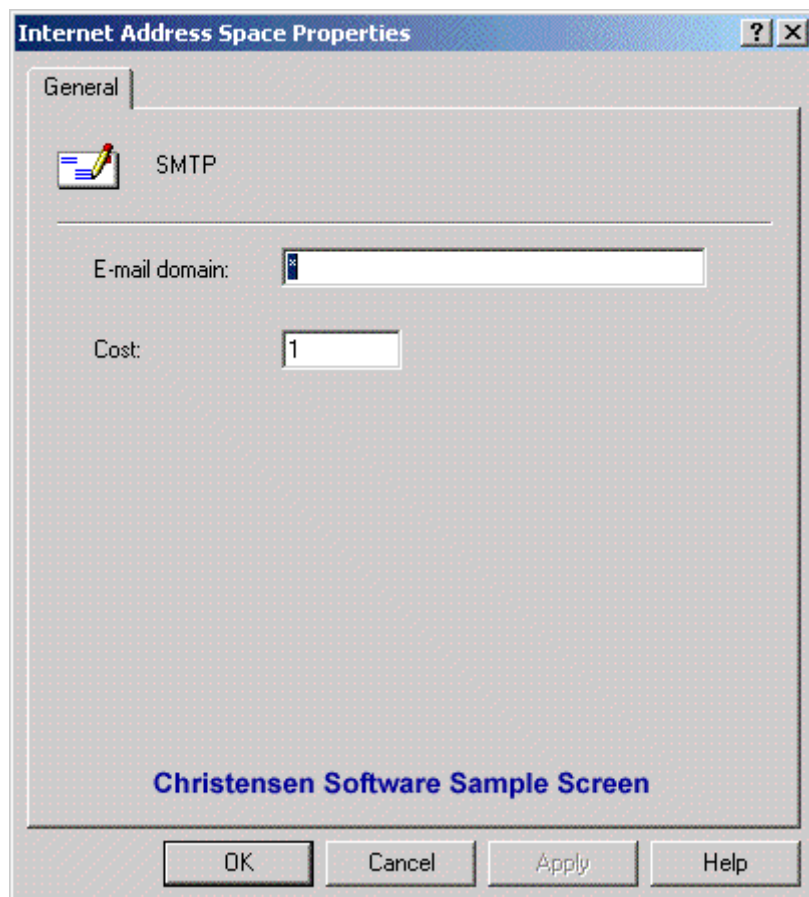 Internet Address Space Properties
General
SMTP
E-mail domain: *
Cost: 1
Christensen Software Sample Screen
OK Cancel Apply Help